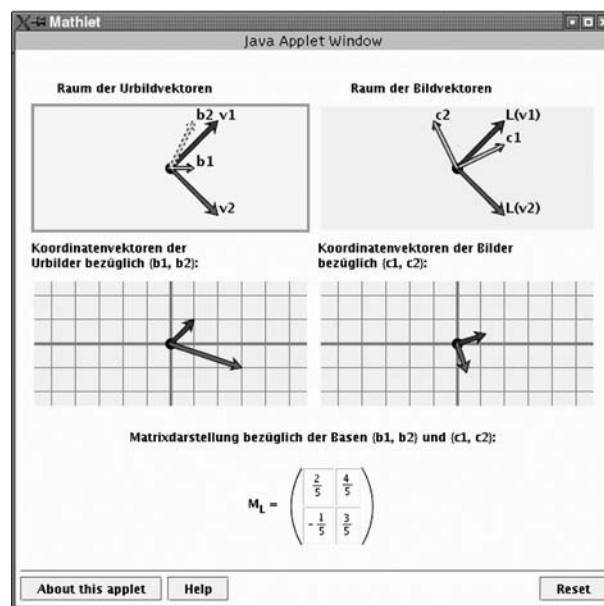 Mathlet
Java Applet Window
Raum der Urbildvektoren
Raum der Bildvektoren
b2 v1
b1
v2
c2
L(v1)
c1
L(v2)
Koordinatenvektoren der
Urbilder bezüglich (b1, b2):
Koordinatenvektoren der Bilder
bezüglich (c1, c2):
Matrixdarstellung bezüglich der Basen (b1, b2) und (c1, c2):
M_L = 
2/5 4/5
-1/5 3/5
About this applet
Help
Reset